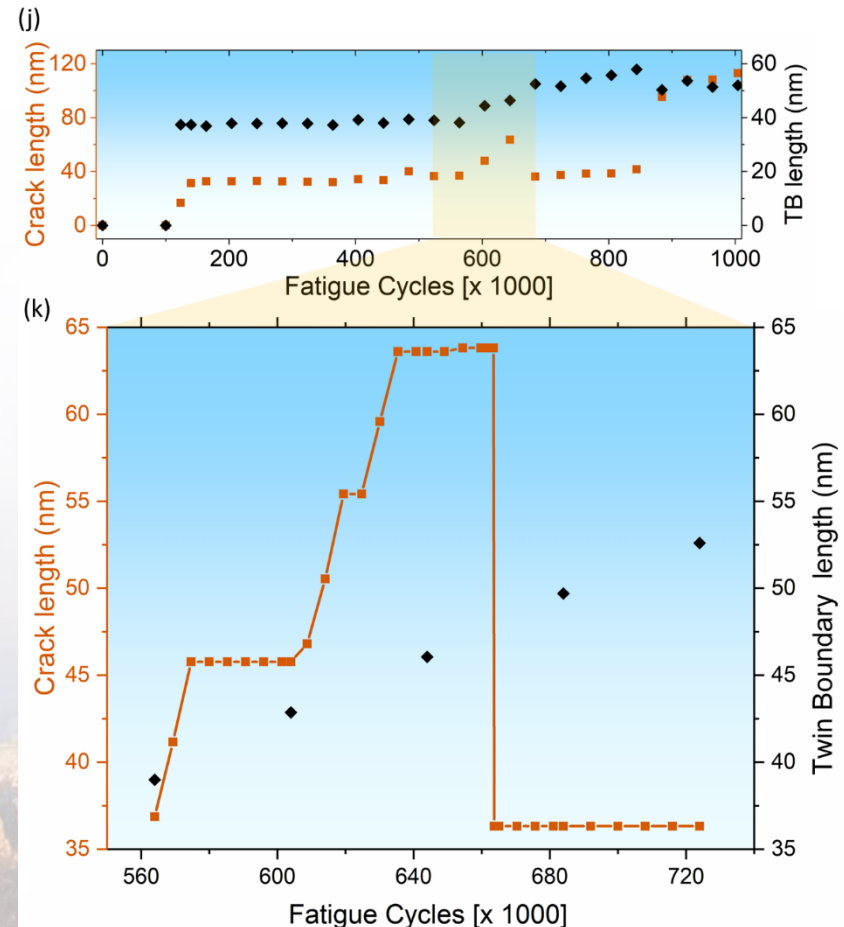 (j)
Crack length (nm)
120
80
40
0
60
40
20
0
TB length (nm)
0 200 400 600 800 1000
Fatigue Cycles [x 1000]
(k)
Crack length (nm)
65
60
55
50
45
40
35
65
60
55
50
45
40
35
Twin Boundary length (nm)
560 600 640 680 720
Fatigue Cycles [x 1000]